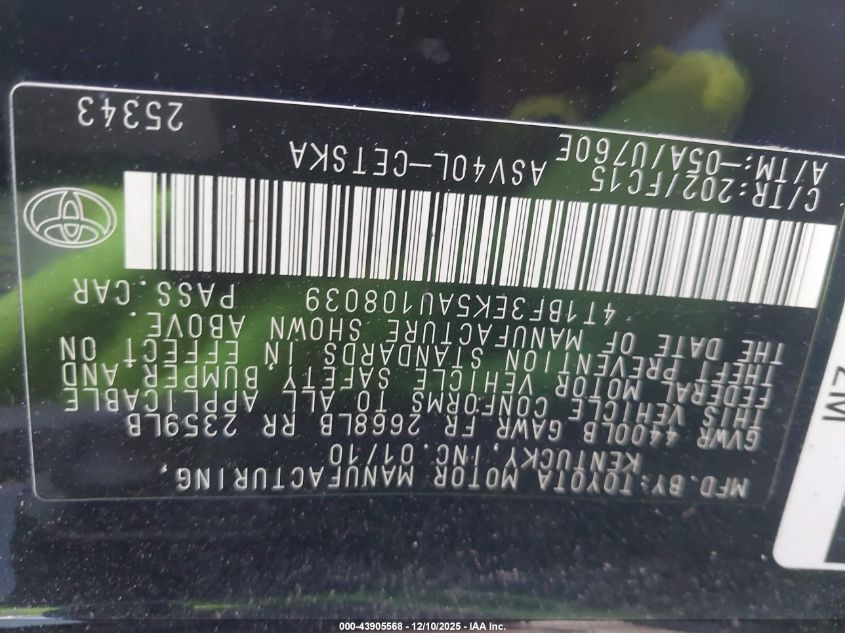 MFD.BY:TOYOTA MOTOR MANUFACTURING,
KENTUCKY,INC.01/10
GVWR 4400LB GAWR FR 2668LB RR 2359LB
THIS VEHICLE CONFORMS TO ALL APPLICABLE
FEDERAL MOTOR VEHICLE SAFETY,BUMPER,AND
THEFT PREVENTION STANDARDS IN EFFECT ON
THE DATE OF MANUFACTURE SHOWN ABOVE.
4T1BF3EK5AU108039 PASS.CAR
C/TR:202/FC15 ASV40L-CETSKA
A/TM:-05A/U760E 25343
2M
000-43905568 - 12/10/2025 - IAA Inc.